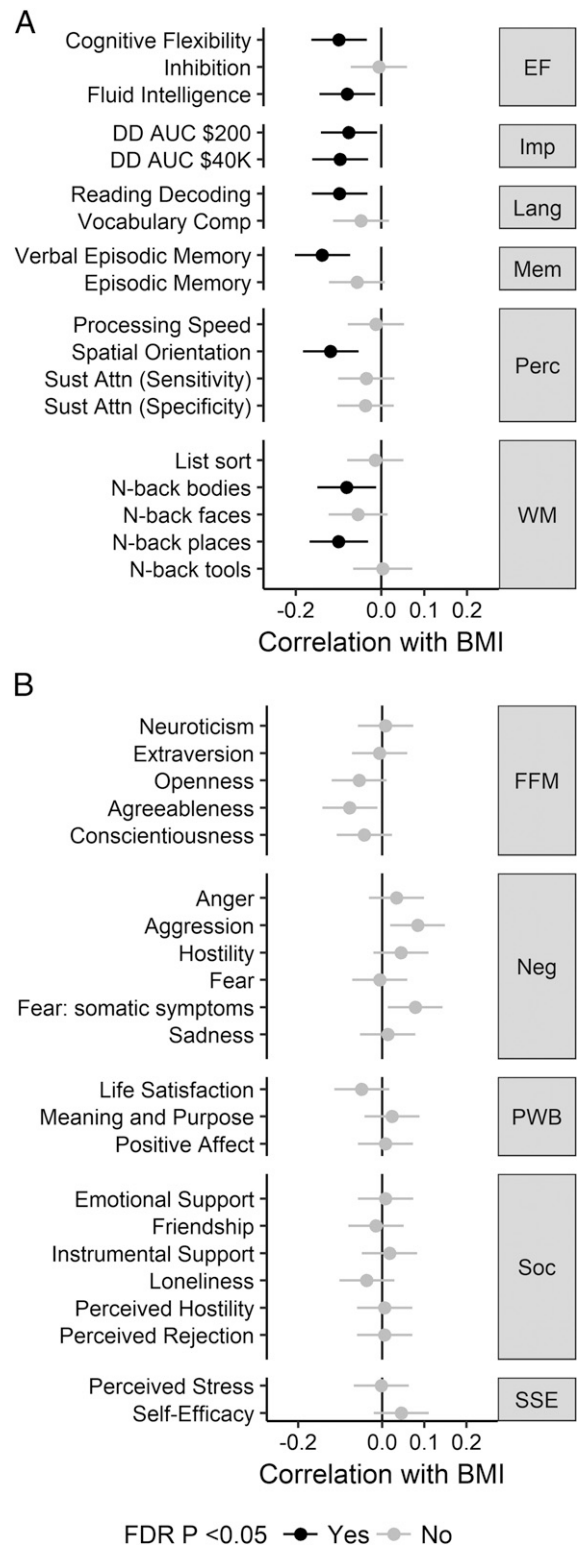 A
Cognitive Flexibility
Inhibition
Fluid Intelligence
EF
DD AUC $200
DD AUC $40K
Imp
Reading Decoding
Vocabulary Comp
Lang
Verbal Episodic Memory
Episodic Memory
Mem
Processing Speed
Spatial Orientation
Sust Attn (Sensitivity)
Sust Attn (Specificity)
Perc
List sort
N-back bodies
N-back faces
N-back places
N-back tools
WM
-0.2 0.0 0.1 0.2
Correlation with BMI
B
Neuroticism
Extraversion
Openness
Agreeableness
Conscientiousness
FFM
Anger
Aggression
Hostility
Fear
Fear: somatic symptoms
Sadness
Neg
Life Satisfaction
Meaning and Purpose
Positive Affect
PWB
Emotional Support
Friendship
Instrumental Support
Loneliness
Perceived Hostility
Perceived Rejection
Soc
Perceived Stress
Self-Efficacy
SSE
-0.2 0.0 0.1 0.2
Correlation with BMI
FDR P <0.05 Yes No